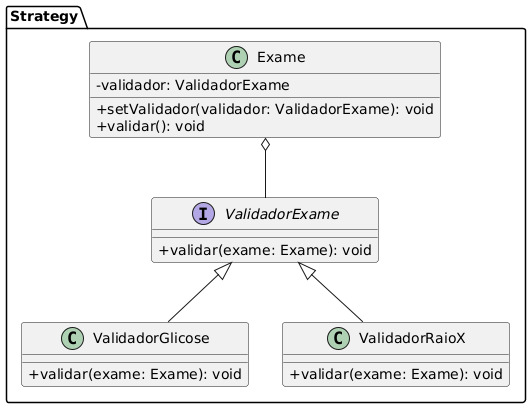 Strategy
C Exame
-validador: ValidadorExame
+setValidador(validador: ValidadorExame): void
+validar(): void
I ValidadorExame
+validar(exame: Exame): void
C ValidadorGlicose
C ValidadorRaioX
+validar(exame: Exame): void
+validar(exame: Exame): void